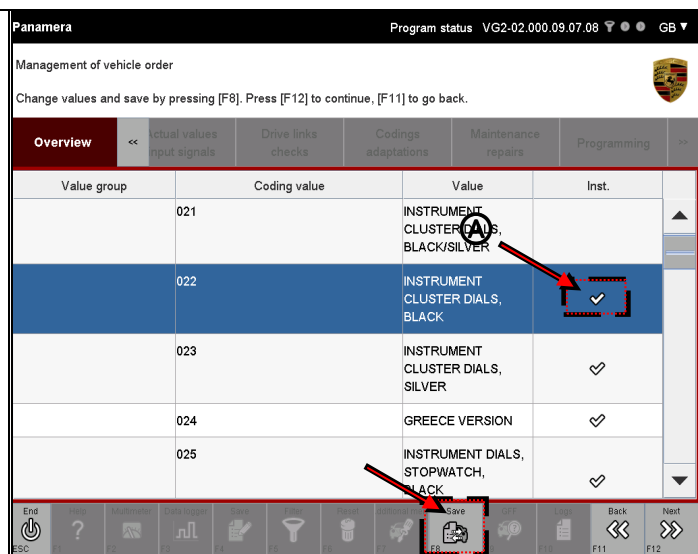 Panamera Program status VG2-02.000.09.07.08 GB
Management of vehicle order
Change values and save by pressing [F8]. Press [F12] to continue, [F11] to go back.
Overview << Actual values Drive links Codings Maintenance Programming >>
input signals checks adaptations repairs
Value group Coding value Value Inst.
021 INSTRUMENT
CLUSTER DIALS,
BLACK/SILVER
A
022 INSTRUMENT
CLUSTER DIALS,
BLACK
023 INSTRUMENT
CLUSTER DIALS,
SILVER
024 GREECE VERSION
025 INSTRUMENT DIALS,
STOPWATCH,
BLACK
End Help Multimeter Data logger Save Filter Reset Save GFF Logs Back Next
ESC F1 F2 F3 F4 F5 F6 F7 F8 F11 F12